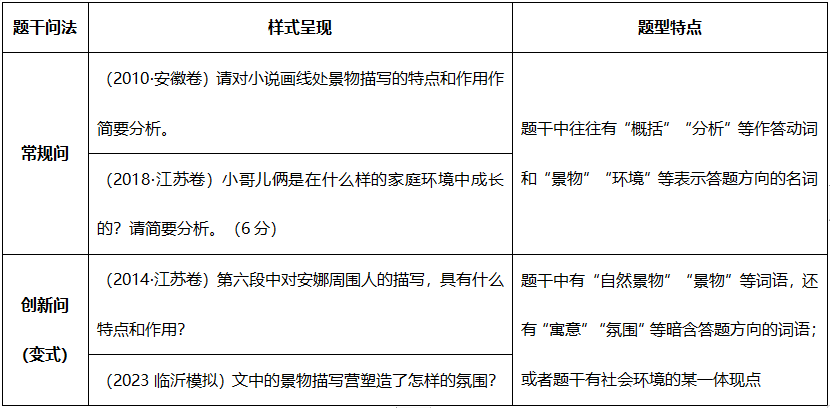 题干问法
样式呈现
题型特点
常规问
（2010·安徽卷）请对小说画线处景物描写的特点和作用作
简要分析。
（2018·江苏卷）小哥儿俩是在什么样的家庭环境中成长
的？请简要分析。（6分）
题干中往往有“概括”“分析”等作答动词
和“景物”“环境”等表示答题方向的名词
创新问
（变式）
（2014·江苏卷）第六段中对安娜周围人的描写，具有什么
特点和作用？
（2023 临沂模拟）文中的景物描写营塑造了怎样的氛围？
题干中有“自然景物”“景物”等词语，还
有“寓意”“氛围”等暗含答题方向的词语；
或者题干有社会环境的某一体现点